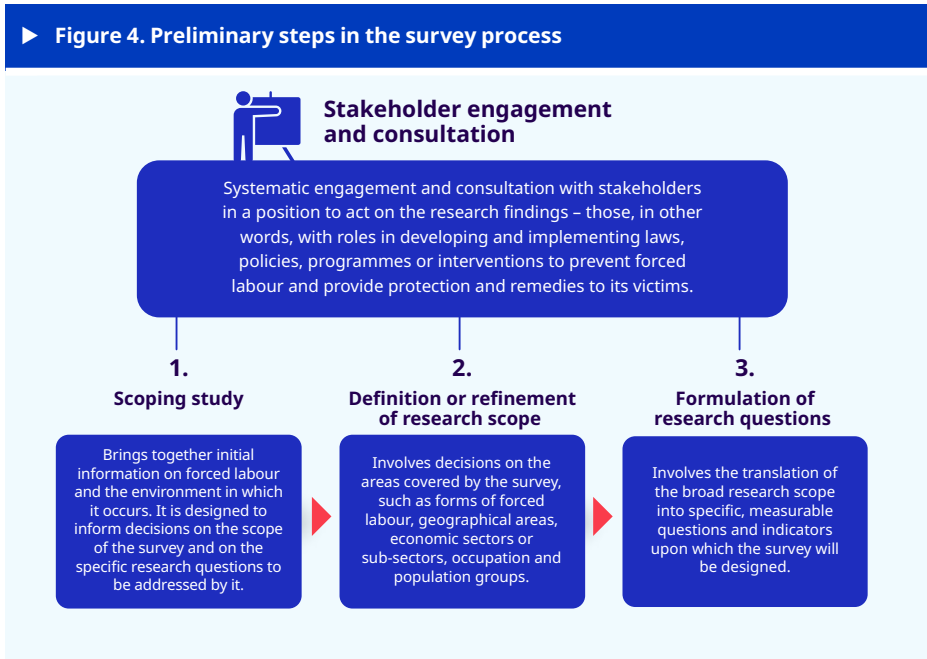 Figure 4. Preliminary steps in the survey process
Stakeholder engagement
and consultation
Systematic engagement and consultation with stakeholders
in a position to act on the research findings – those, in other
words, with roles in developing and implementing laws,
policies, programmes or interventions to prevent forced
labour and provide protection and remedies to its victims.
1.
Scoping study
Brings together initial
information on forced labour
and the environment in which
it occurs. It is designed to
inform decisions on the scope
of the survey and on the
specific research questions to
be addressed by it.
2.
Definition or refinement
of research scope
Involves decisions on the
areas covered by the survey,
such as forms of forced
labour, geographical areas,
economic sectors or
sub-sectors, occupation and
population groups.
3.
Formulation of
research questions
Involves the translation of
the broad research scope
into specific, measurable
questions and indicators
upon which the survey will
be designed.